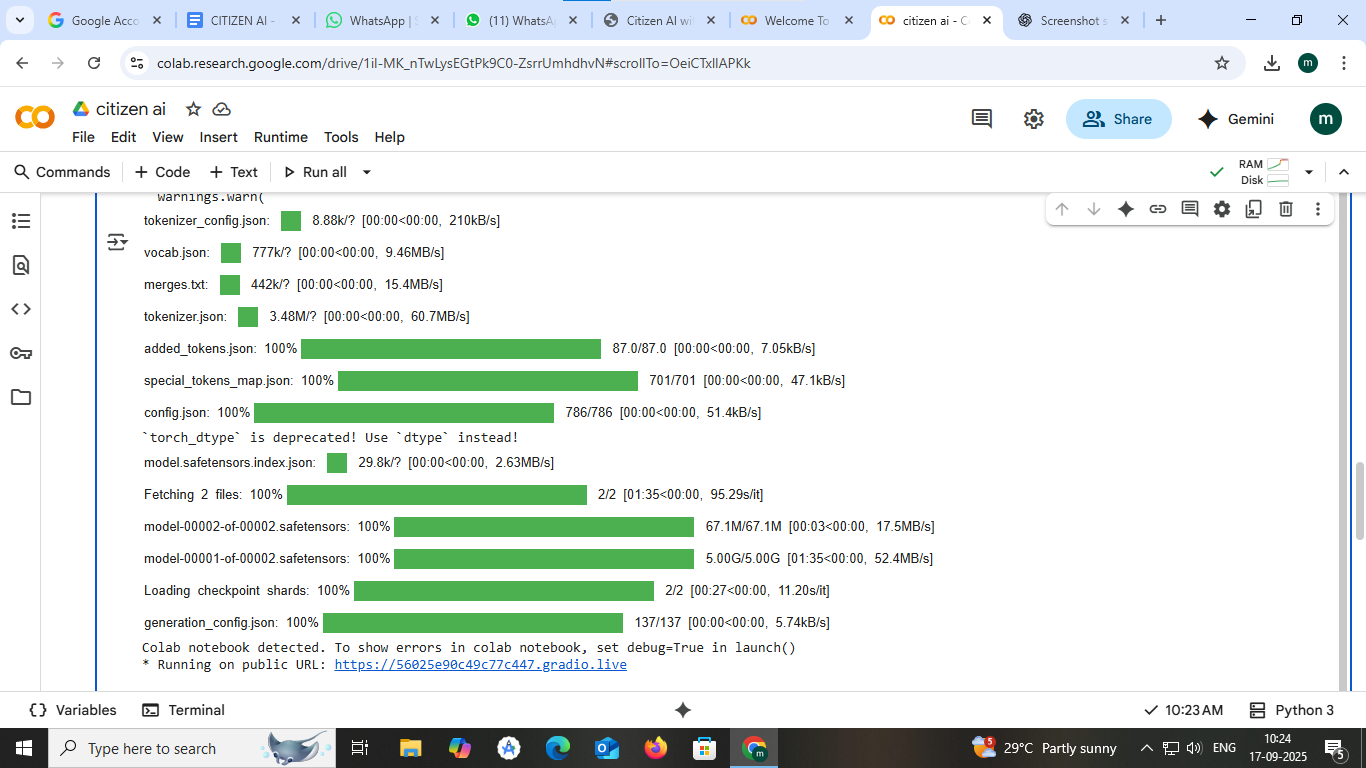 Google Acc
CITIZEN AI -
WhatsApp |
(11) Whats
Citizen AI wi
Welcome To
citizen ai - C
Screenshot s
colab.research.google.com/drive/1iI-MK_nTwLysEGtPk9C0-ZsrrUmhdhvN#scrollTo=OeiCTxIlAPKk
m
citizen ai
File Edit View Insert Runtime Tools Help
Share
Gemini
m
Commands + Code + Text Run all
RAM
Disk
warnings.warn(
tokenizer_config.json: 8.88k/? [00:00<00:00, 210kB/s]
vocab.json: 777k/? [00:00<00:00, 9.46MB/s]
merges.txt: 442k/? [00:00<00:00, 15.4MB/s]
tokenizer.json: 3.48M/? [00:00<00:00, 60.7MB/s]
added_tokens.json: 100% 87.0/87.0 [00:00<00:00, 7.05kB/s]
special_tokens_map.json: 100% 701/701 [00:00<00:00, 47.1kB/s]
config.json: 100% 786/786 [00:00<00:00, 51.4kB/s]
`torch_dtype` is deprecated! Use `dtype` instead!
model.safetensors.index.json: 29.8k/? [00:00<00:00, 2.63MB/s]
Fetching 2 files: 100% 2/2 [01:35<00:00, 95.29s/it]
model-00002-of-00002.safetensors: 100% 67.1M/67.1M [00:03<00:00, 17.5MB/s]
model-00001-of-00002.safetensors: 100% 5.00G/5.00G [01:35<00:00, 52.4MB/s]
Loading checkpoint shards: 100% 2/2 [00:27<00:00, 11.20s/it]
generation_config.json: 100% 137/137 [00:00<00:00, 5.74kB/s]
Colab notebook detected. To show errors in colab notebook, set debug=True in launch()
* Running on public URL: https://56025e90c49c77c447.gradio.live
Variables Terminal
10:23 AM Python 3
Type here to search
5
29°C Partly sunny
ENG
10:24
17-09-2025
5